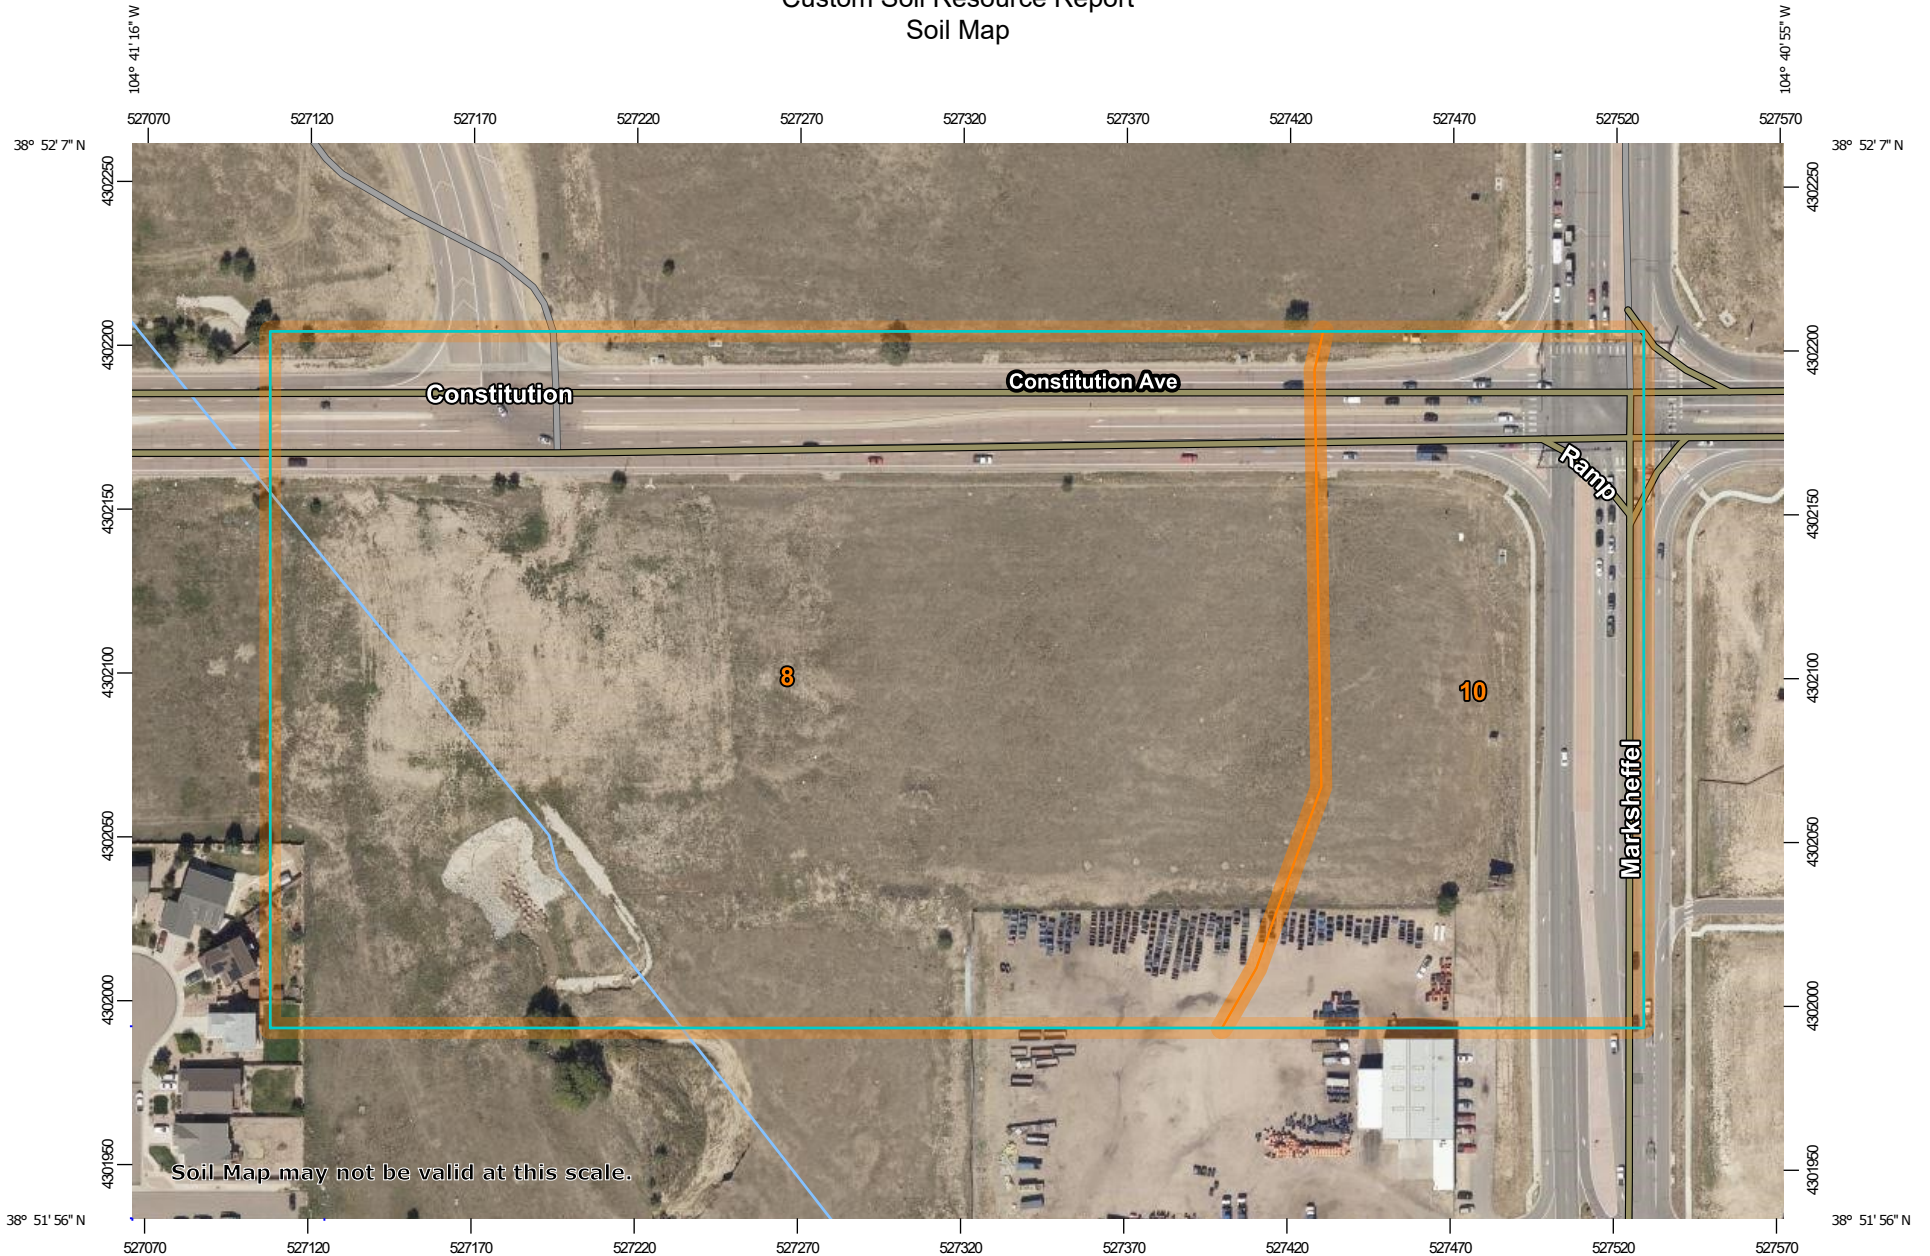 Custom Soil Resource Report
Soil Map
104° 41' 16" W
104° 40' 55" W
527070 527120 527170 527220 527270 527320 527370 527420 527470 527520 527570
38° 52' 7" N
38° 52' 7" N
4302250
4302250
4302200
4302200
Constitution
Constitution Ave
Ramp
4302150
4302150
4302100
4302100
8
10
Marksheffel
4302050
4302050
4302000
4302000
4301950
4301950
Soil Map may not be valid at this scale.
38° 51' 56" N
38° 51' 56" N
527070 527120 527170 527220 527270 527320 527370 527420 527470 527520 527570